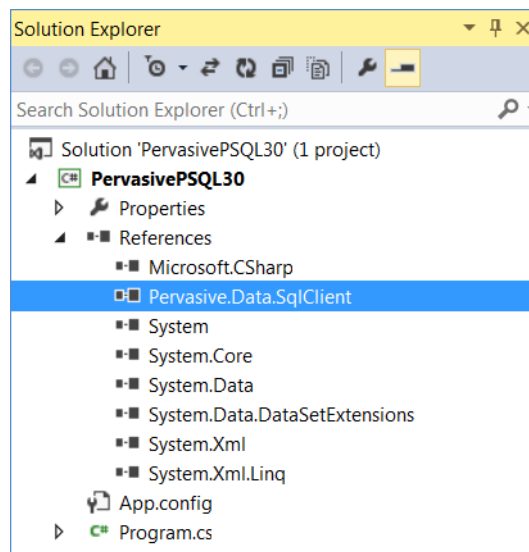 Solution Explorer
Search Solution Explorer (Ctrl+;)
Solution 'PervasivePSQL30' (1 project)
C# PervasivePSQL30
Properties
References
Microsoft.CSharp
Pervasive.Data.SqlClient
System
System.Core
System.Data
System.Data.DataSetExtensions
System.Xml
System.Xml.Linq
App.config
C# Program.cs